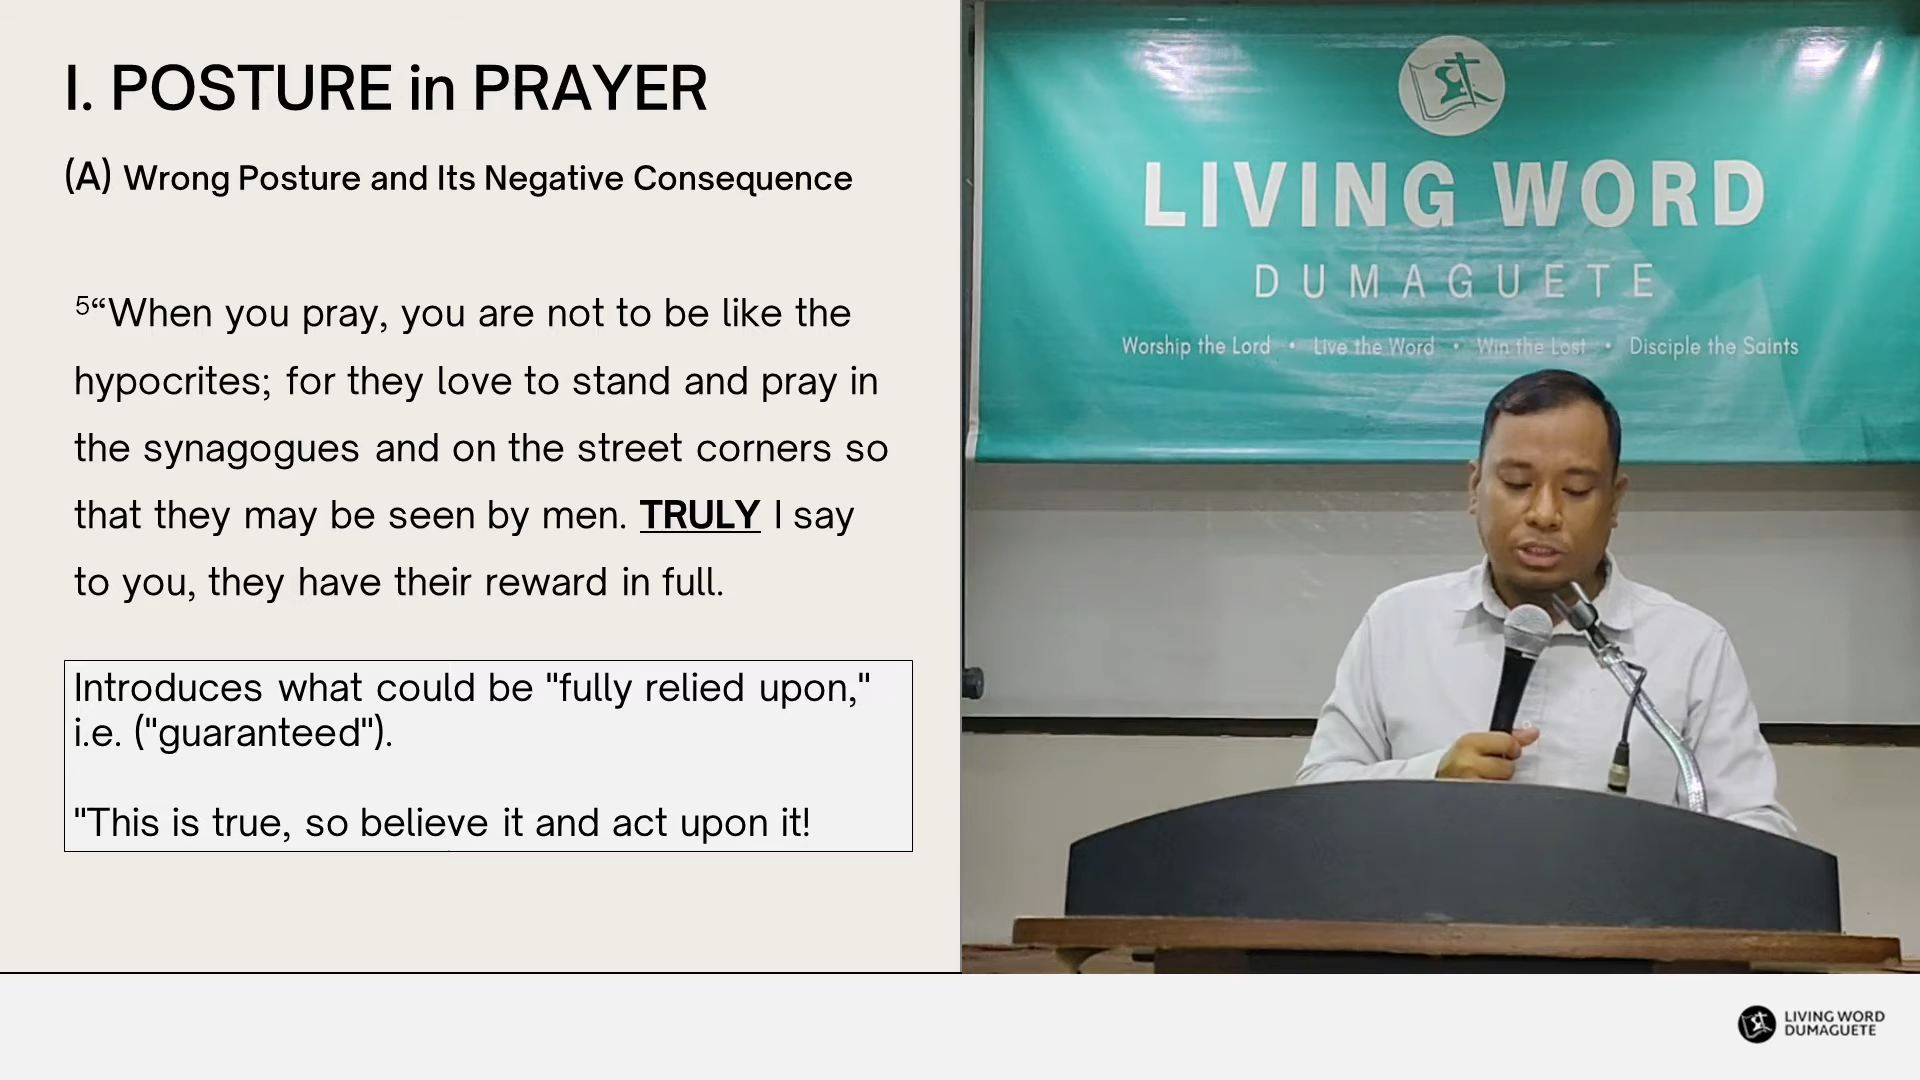 I. POSTURE in PRAYER
(A) Wrong Posture and Its Negative Consequence
5“When you pray, you are not to be like the
hypocrites; for they love to stand and pray in
the synagogues and on the street corners so
that they may be seen by men. TRULY I say
to you, they have their reward in full.
Introduces what could be "fully relied upon,"
i.e. ("guaranteed").
"This is true, so believe it and act upon it!
LIVING WORD
DUMAGUETE
Worship the Lord • Live the Word • Win the Lost • Disciple the Saints
LIVING WORD
DUMAGUETE